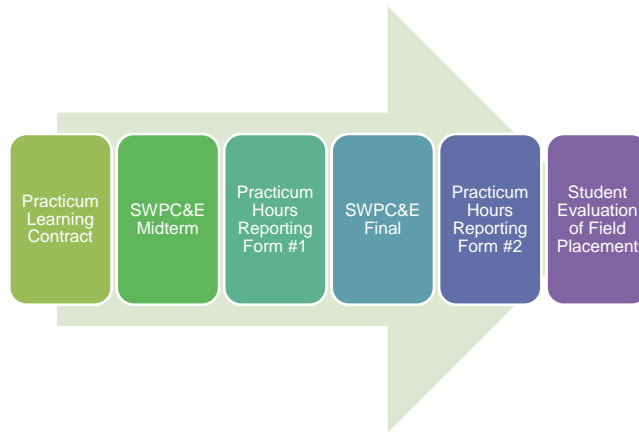 Practicum
Learning
Contract
SWPC&E
Midterm
Practicum
Hours
Reporting
Form #1
SWPC&E
Final
Practicum
Hours
Reporting
Form #2
Student
Evaluation
of Field
Placement